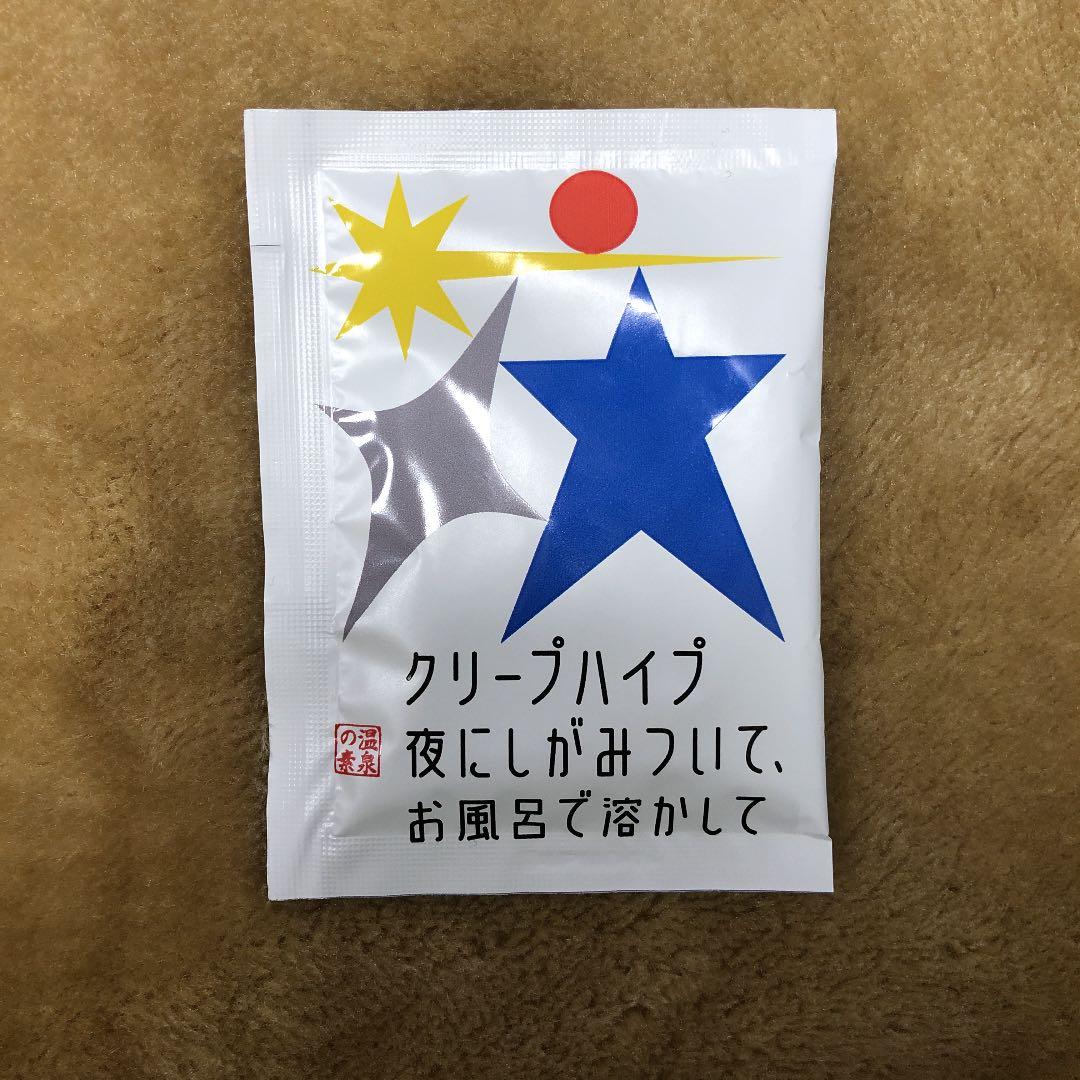 クリープハイプ
夜にしがみついて、
お風呂で溶かして
温泉
の素